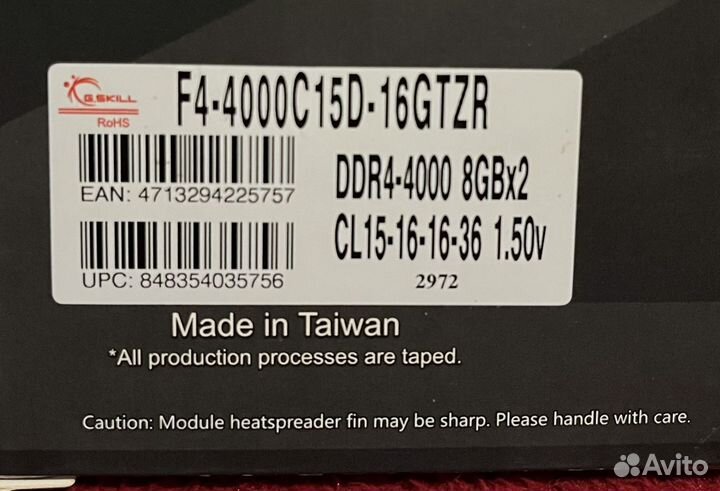 G.SKILL
RoHS
F4-4000C15D-16GTZR
EAN: 4713294225757
DDR4-4000 8GBx2
CL15-16-16-36 1.50v
UPC: 848354035756
2972
Made in Taiwan
*All production processes are taped.
Caution: Module heatspreader fin may be sharp. Please handle with care.
Avito